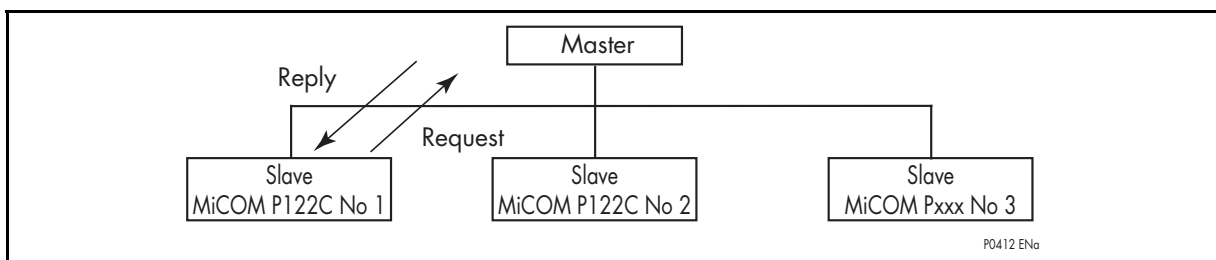 Master
Reply
Request
Slave
MiCOM P122C No 1
Slave
MiCOM P122C No 2
Slave
MiCOM Pxxx No 3
P0412 ENa